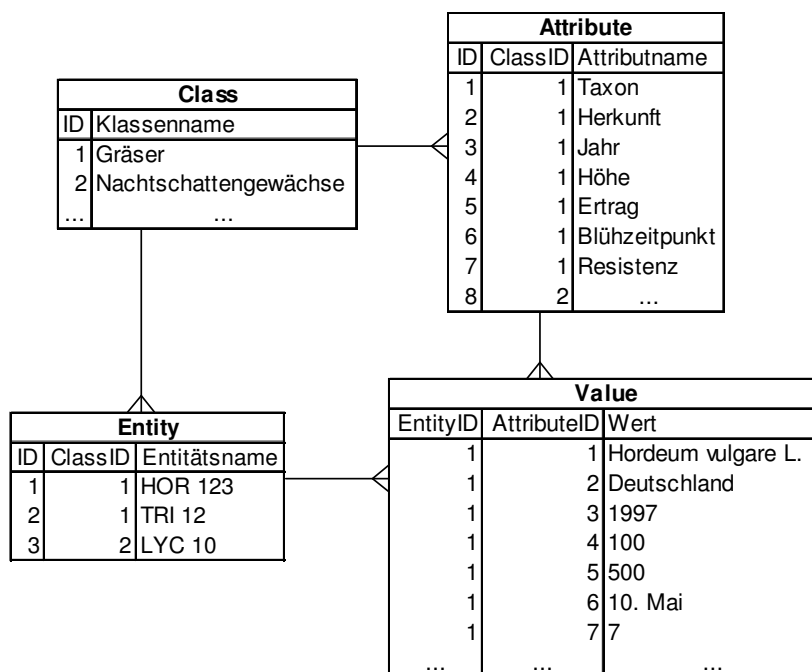 Attribute
ID ClassID Attributname
1 1 Taxon
2 1 Herkunft
3 1 Jahr
4 1 Höhe
5 1 Ertrag
6 1 Blühzeitpunkt
7 1 Resistenz
8 2 ...
Class
ID Klassenname
1 Gräser
2 Nachtschattengewächse
... ...
Entity
ID ClassID Entitätsname
1 1 HOR 123
2 1 TRI 12
3 2 LYC 10
Value
EntityID AttributeID Wert
1 1 Hordeum vulgare L.
1 2 Deutschland
1 3 1997
1 4 100
1 5 500
1 6 10. Mai
1 7 7
... ... ...